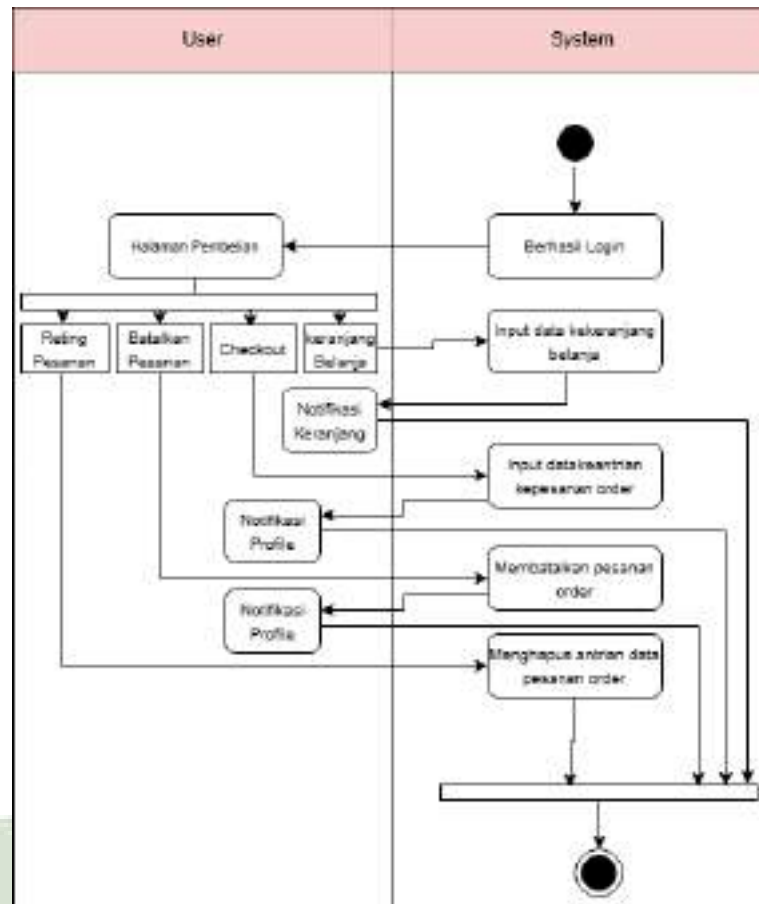 User
System
Berhasil Login
Halaman Pembelian
Rating
Pesanan
Batalkan
Pesanan
Checkout
keranjang
Belanja
Input data kekeranjang
belanja
Notifikasi
Keranjang
Input datakeantrian
kepesanan order
Notifikasi
Profile
Membatalkan pesanan
order
Notifikasi
Profile
Menghapus antrian data
pesanan order